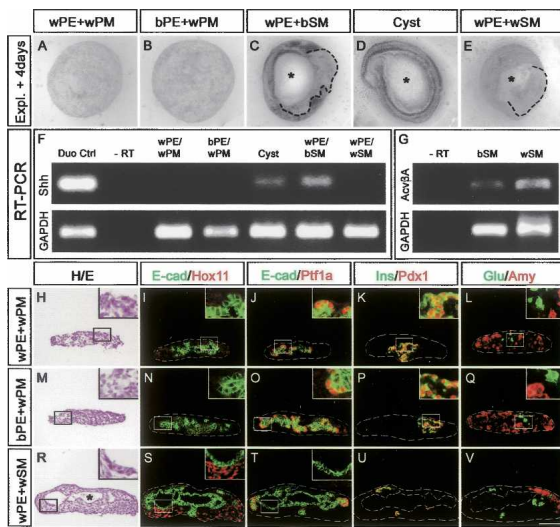 wPE+wPM bPE+wPM wPE+bSM Cyst wPE+wSM
Expl. + 4days
A B C D E
* * *
RT-PCR
F G
Duo Ctrl - RT wPE/wPM bPE/wPM Cyst wPE/bSM wPE/wSM - RT bSM wSM
Shh AcvβA
GAPDH GAPDH
H/E E-cad/Hox11 E-cad/Ptf1a Ins/Pdx1 Glu/Amy
wPE+wPM
H I J K L
bPE+wPM
M N O P Q
wPE+wSM
R S T U V
*